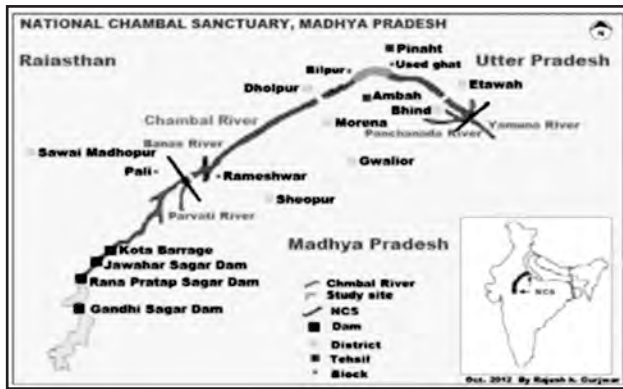 NATIONAL CHAMBAL SANCTUARY, MADHYA PRADESH
N
Rajasthan
Pinaht
Utter Pradesh
Bilpur
Used ghat
Dholpur
Etawah
Ambah
Bhind
Chambal River
Morena
Panchanada River
Yamuna River
Banas River
Sawai Madhopur
Gwalior
Pali
Rameshwar
Sheopur
Parvati River
Madhya Pradesh
Kota Barrage
Jawahar Sagar Dam
Rana Pratap Sagar Dam
Gandhi Sagar Dam
Chmbal River
Study site
NCS
Dam
District
Tehsil
Block
NCS
Oct. 2012 By Rajesh k. Gurjwar